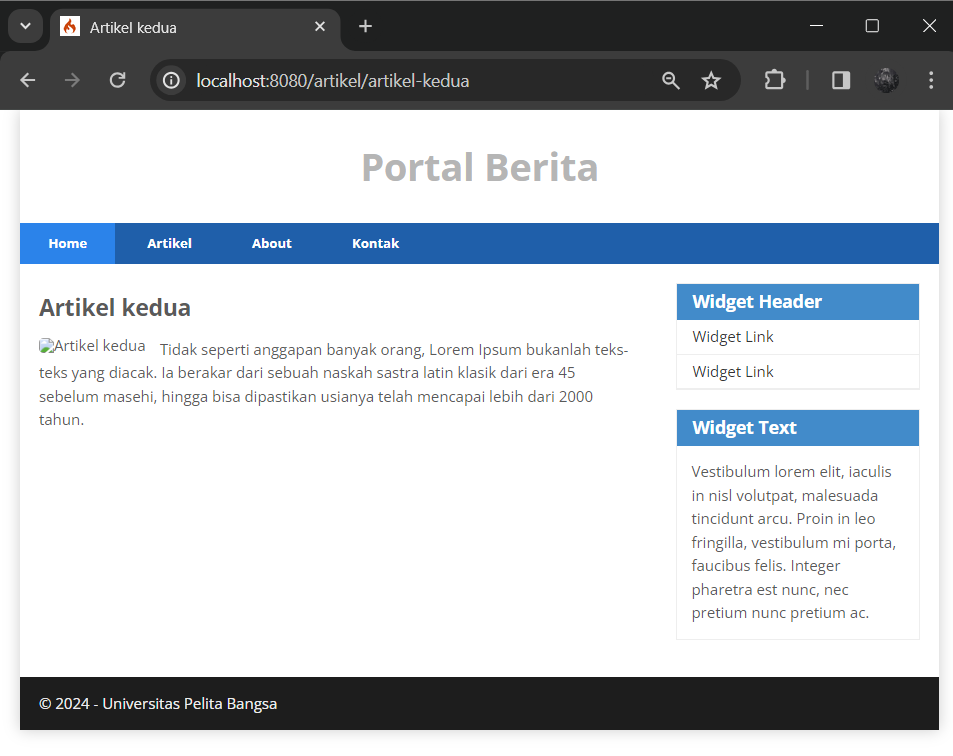 Artikel kedua
localhost:8080/artikel/artikel-kedua
Portal Berita
Home Artikel About Kontak
Artikel kedua
Artikel kedua Tidak seperti anggapan banyak orang, Lorem Ipsum bukanlah teks-
teks yang diacak. Ia berakar dari sebuah naskah sastra latin klasik dari era 45
sebelum masehi, hingga bisa dipastikan usianya telah mencapai lebih dari 2000
tahun.
Widget Header
Widget Link
Widget Link
Widget Text
Vestibulum lorem elit, iaculis
in nisl volutpat, malesuada
tincidunt arcu. Proin in leo
fringilla, vestibulum mi porta,
faucibus felis. Integer
pharetra est nunc, nec
pretium nunc pretium ac.
© 2024 - Universitas Pelita Bangsa